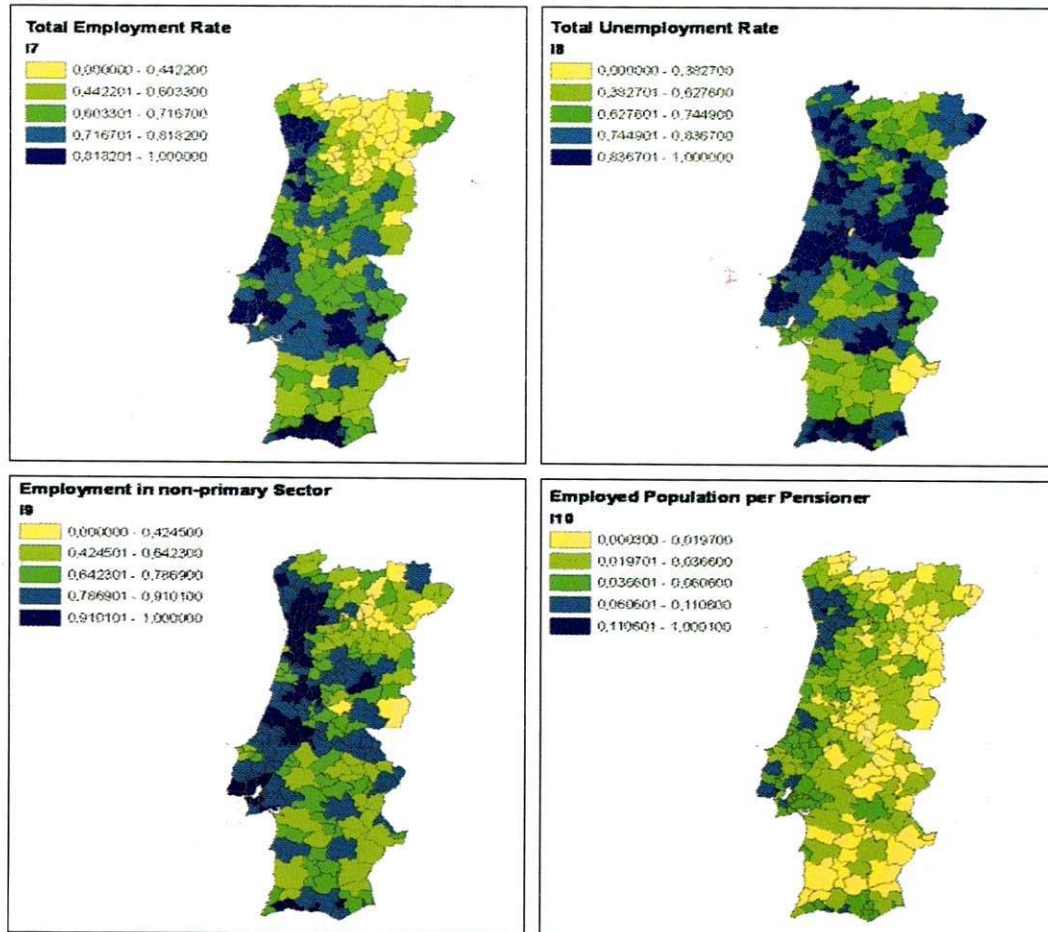 Total Employment Rate
I7
0,000000 - 0,442200
0,442201 - 0,603300
0,603301 - 0,716700
0,716701 - 0,818200
0,818201 - 1,000000
Total Unemployment Rate
I8
0,000000 - 0,382700
0,382701 - 0,627600
0,627601 - 0,744900
0,744901 - 0,836700
0,836701 - 1,000000
Employment in non-primary Sector
I9
0,000000 - 0,424500
0,424501 - 0,642300
0,642301 - 0,786900
0,786901 - 0,910100
0,910101 - 1,000000
Employed Population per Pensioner
I10
0,000300 - 0,019700
0,019701 - 0,036600
0,036601 - 0,060600
0,060601 - 0,110600
0,110601 - 1,000100